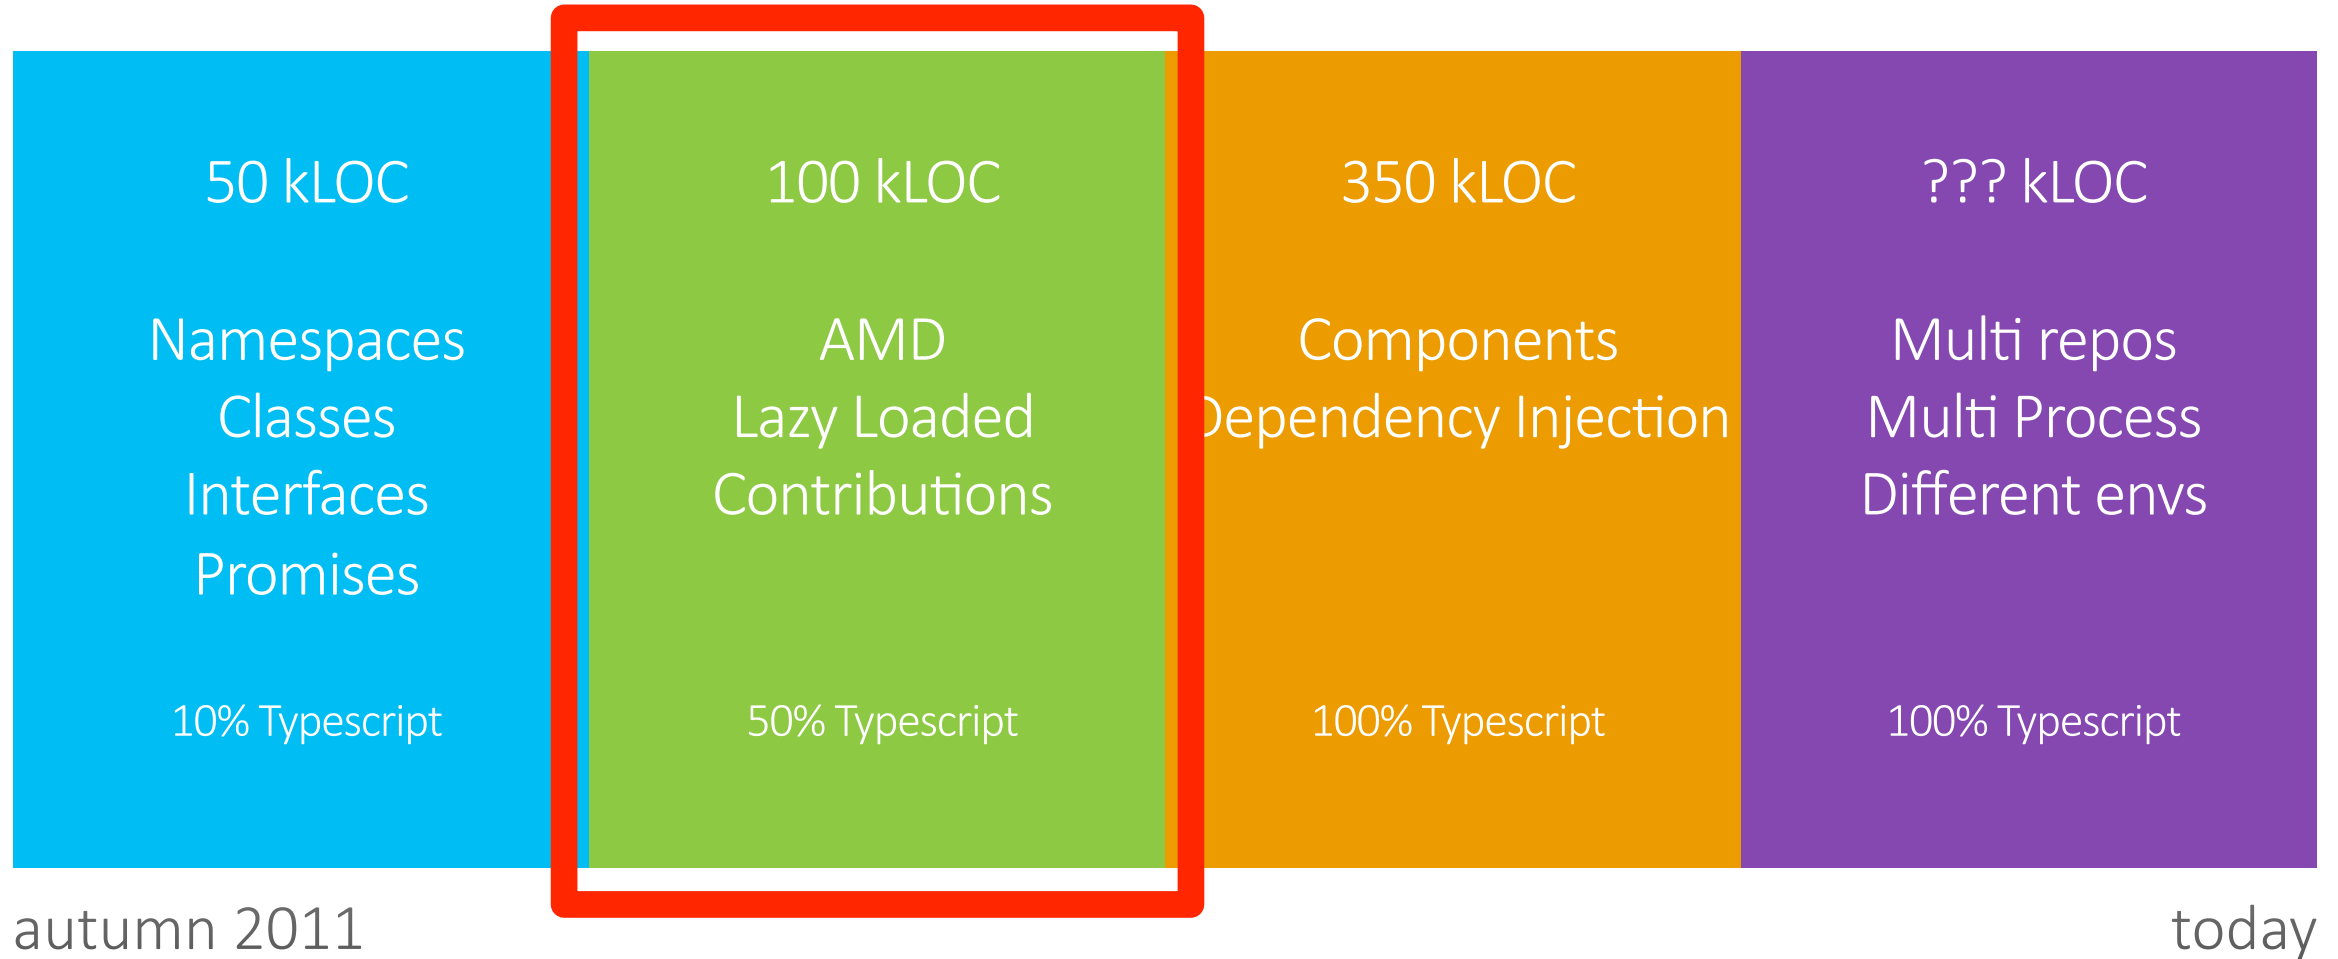 50 kLOC
Namespaces
Classes
Interfaces
Promises
10% Typescript
100 kLOC
AMD
Lazy Loaded
Contributions
50% Typescript
350 kLOC
Components
Dependency Injection
100% Typescript
??? kLOC
Multi repos
Multi Process
Different envs
100% Typescript
autumn 2011
today